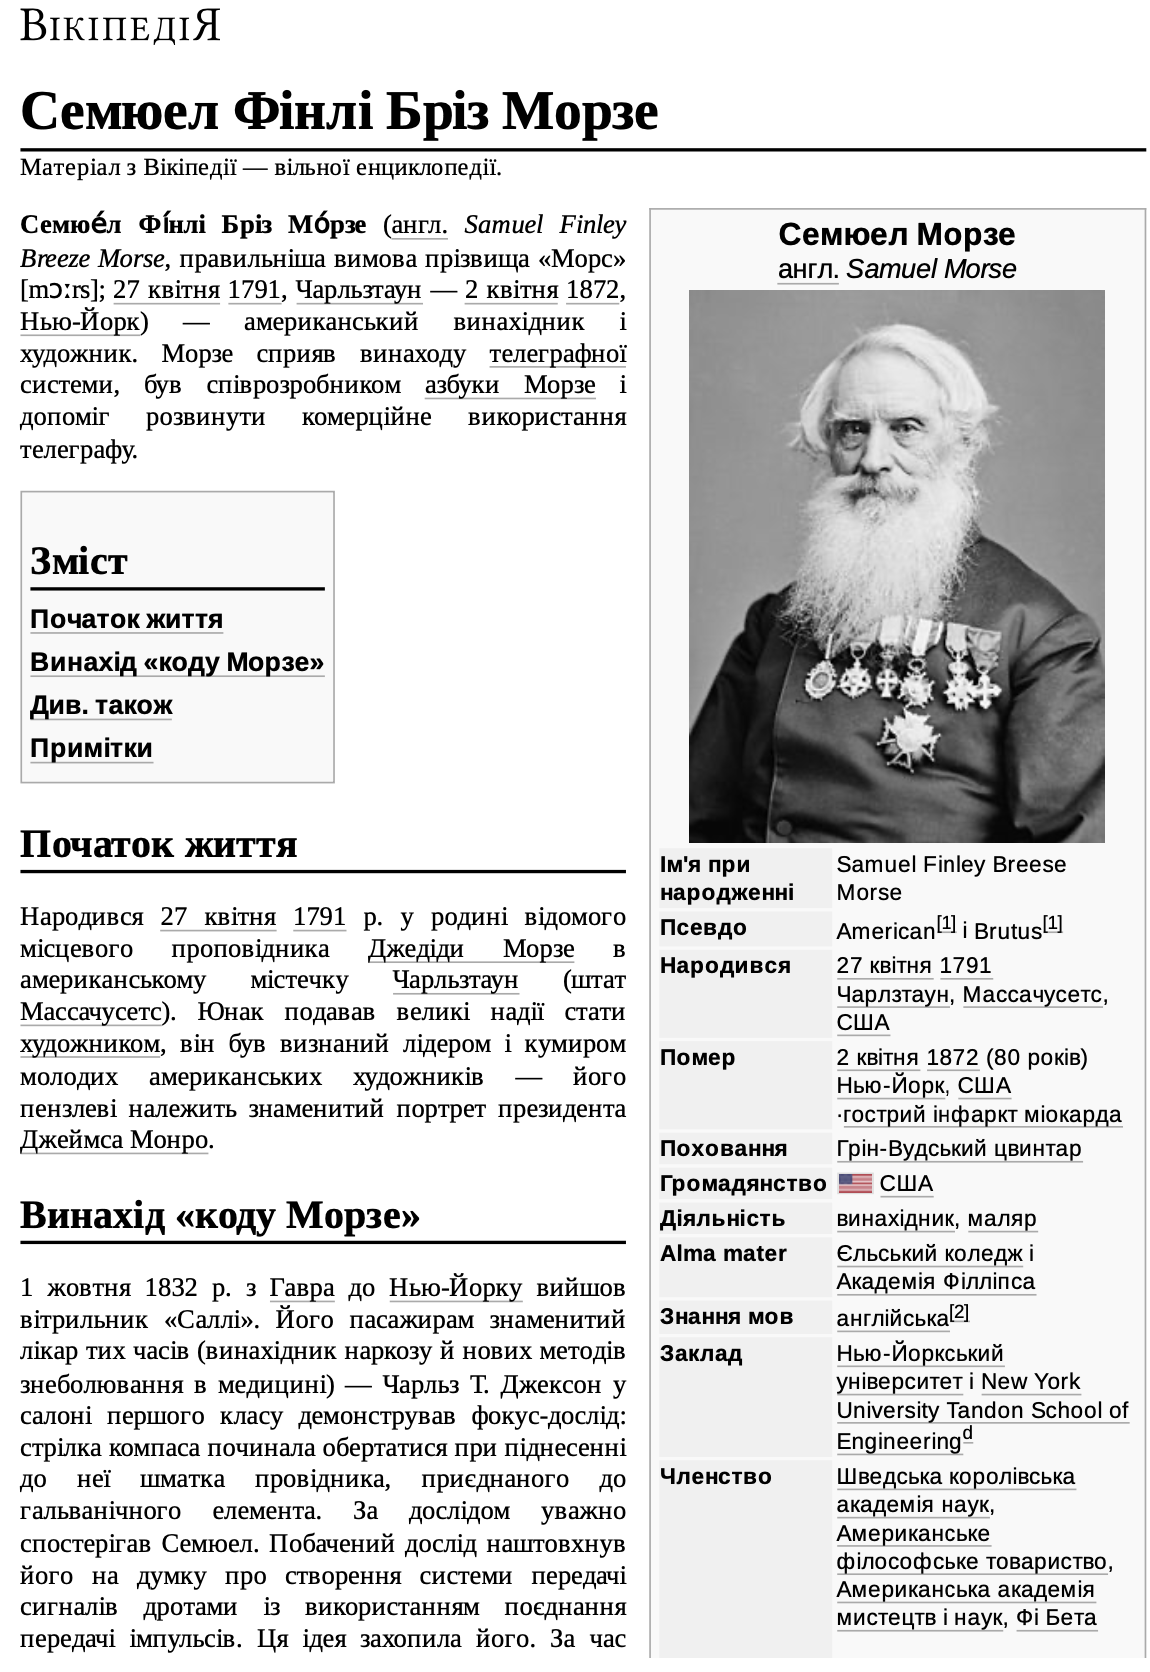 ВІКІПЕДІЯ
Семюел Фінлі Бріз Морзе
Матеріал з Вікіпедії — вільної енциклопедії.
Семюе́л Фі́нлі Бріз Мо́рзе (англ. Samuel Finley
Breeze Morse, правильніша вимова прізвища «Морс»
[mɔːrs]; 27 квітня 1791, Чарльзтаун — 2 квітня 1872,
Нью-Йорк) — американський винахідник і
художник. Морзе сприяв винаходу телеграфної
системи, був співрозробником азбуки Морзе і
допоміг розвинути комерційне використання
телеграфу.
Зміст
Початок життя
Винахід «коду Морзе»
Див. також
Примітки
Початок життя
Народився 27 квітня 1791 р. у родині відомого
місцевого проповідника Джедіди Морзе в
американському містечку Чарльзтаун (штат
Массачусетс). Юнак подавав великі надії стати
художником, він був визнаний лідером і кумиром
молодих американських художників — його
пензлеві належить знаменитий портрет президента
Джеймса Монро.
Винахід «коду Морзе»
1 жовтня 1832 р. з Гавра до Нью-Йорку вийшов
вітрильник «Саллі». Його пасажирам знаменитий
лікар тих часів (винахідник наркозу й нових методів
знеболювання в медицині) — Чарльз Т. Джексон у
салоні першого класу демонстрував фокус-дослід:
стрілка компаса починала обертатися при піднесенні
до неї шматка провідника, приєднаного до
гальванічного елемента. За дослідом уважно
спостерігав Семюел. Побачений дослід наштовхнув
його на думку про створення системи передачі
сигналів дротами із використанням поєднання
передачі імпульсів. Ця ідея захопила його. За час
Семюел Морзе
англ. Samuel Morse
Ім'я при народженні Samuel Finley Breese
Morse
Псевдо American[1] і Brutus[1]
Народився 27 квітня 1791
Чарлзтаун, Массачусетс,
США
Помер 2 квітня 1872 (80 років)
Нью-Йорк, США
·гострий інфаркт міокарда
Поховання Грін-Вудський цвинтар
Громадянство США
Діяльність винахідник, маляр
Alma mater Єльський коледж і
Академія Філліпса
Знання мов англійська[2]
Заклад Нью-Йоркський
університет і New York
University Tandon School of
Engineering^d
Членство Шведська королівська
академія наук,
Американське
філософське товариство,
Американська академія
мистецтв і наук, Фі Бета